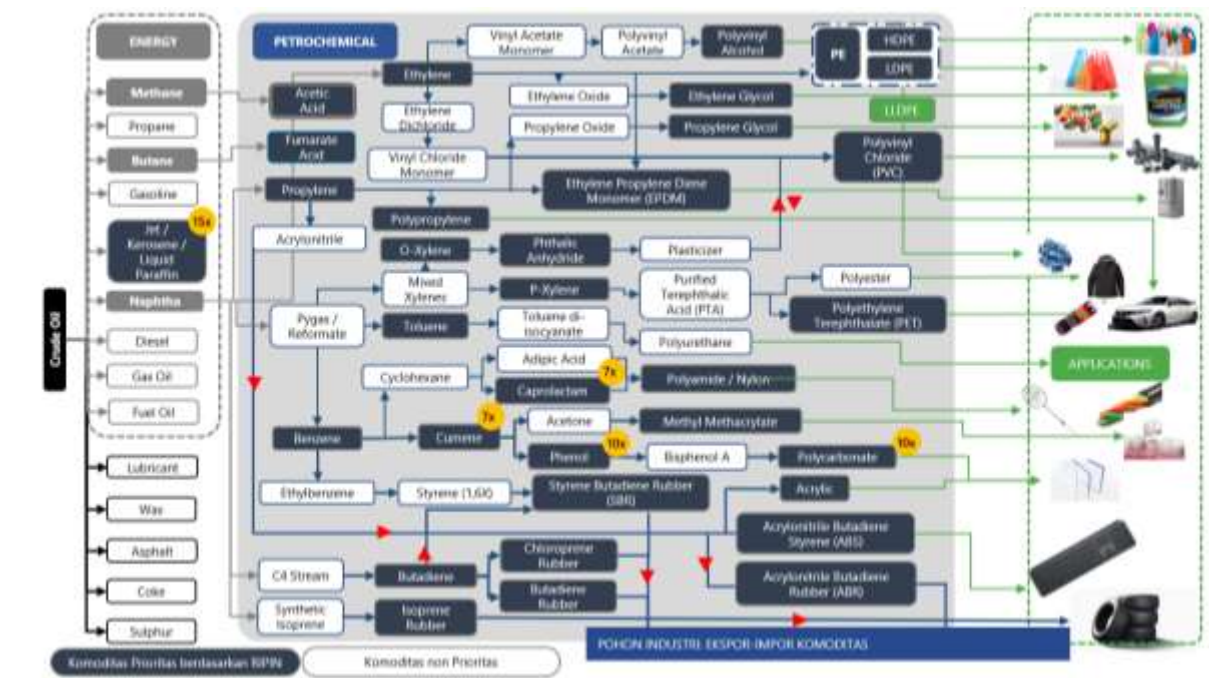 ENERGY
PETROCHEMICAL
Crude Oil
Methane
Propane
Butane
Gasoline
Jet /
Kerosene /
Liquid
Paraffin
15x
Naphtha
Diesel
Gas Oil
Fuel Oil
Lubricant
Wax
Asphalt
Coke
Sulphur
Acetic
Acid
Fumarate
Acid
Propylene
Acrylonitrile
Pygas /
Reformate
Benzene
Ethylbenzene
C4 Stream
Synthetic
Isoprene
Vinyl Acetate
Monomer
Polyvinyl
Acetate
Polyvinyl
Alcohol
Ethylene
Ethylene
Dichloride
Vinyl Chloride
Monomer
Ethylene Oxide
Propylene Oxide
Ethylene Glycol
Propylene Glycol
PE
HDPE
LDPE
LLDPE
Polyvinyl
Chloride
(PVC)
Ethylene Propylene Diene
Monomer (EPDM)
Polypropylene
O-Xylene
Phthalic
Anhydride
Plasticizer
Mixed
Xylenes
P-Xylene
Purified
Terephthalic
Acid (PTA)
Polyester
Polyethylene
Terephthalate (PET)
Toluene
Toluene di-
isocyanate
Polyurethane
Cyclohexane
Adipic Acid
Caprolactam
7x
Polyamide / Nylon
Cumene
7x
Acetone
Methyl Methacrylate
Phenol
10x
Bisphenol A
Polycarbonate
10x
Styrene (1,6X)
Styrene Butadiene Rubber
(SBR)
Acrylic
Acrylonitrile Butadiene
Styrene (ABS)
Acrylonitrile Butadiene
Rubber (ABR)
Butadiene
Chloroprene
Rubber
Butadiene
Rubber
Isoprene
Rubber
APPLICATIONS
POHON INDUSTRI EKSPOR-IMPOR KOMODITAS
Komoditas Prioritas berdasarkan RIPIN
Komoditas non Prioritas